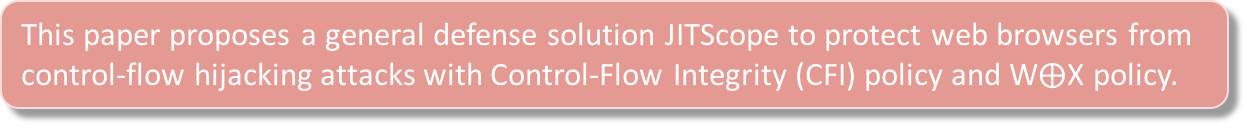 This paper proposes a general defense solution JITScope to protect web browsers from
control-flow hijacking attacks with Control-Flow Integrity (CFI) policy and W⊕X policy.